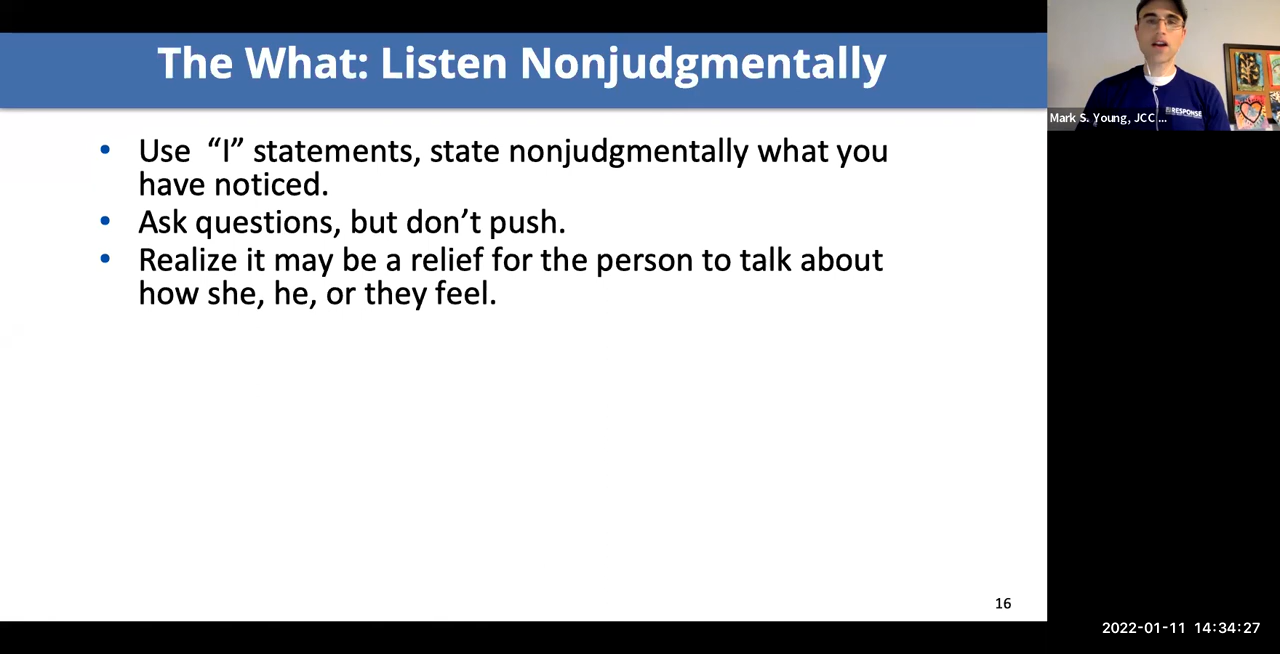 The What: Listen Nonjudgmentally
• Use “I” statements, state nonjudgmentally what you
have noticed.
• Ask questions, but don’t push.
• Realize it may be a relief for the person to talk about
how she, he, or they feel.
16
RESPONSE
Mark S. Young, JCC ...
2022-01-11 14:34:27